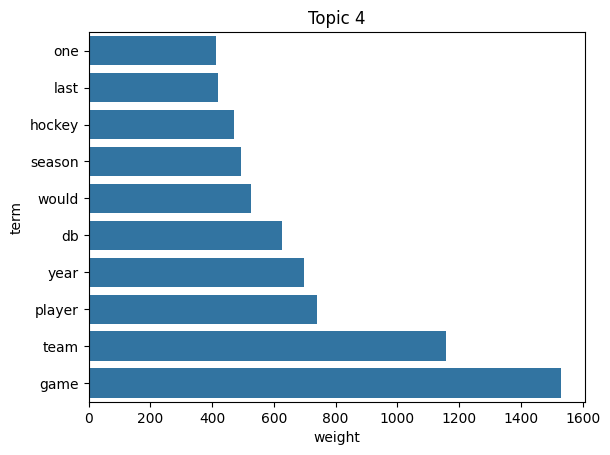 Topic 4
term
one
last
hockey
season
would
db
year
player
team
game
0 200 400 600 800 1000 1200 1400 1600
weight